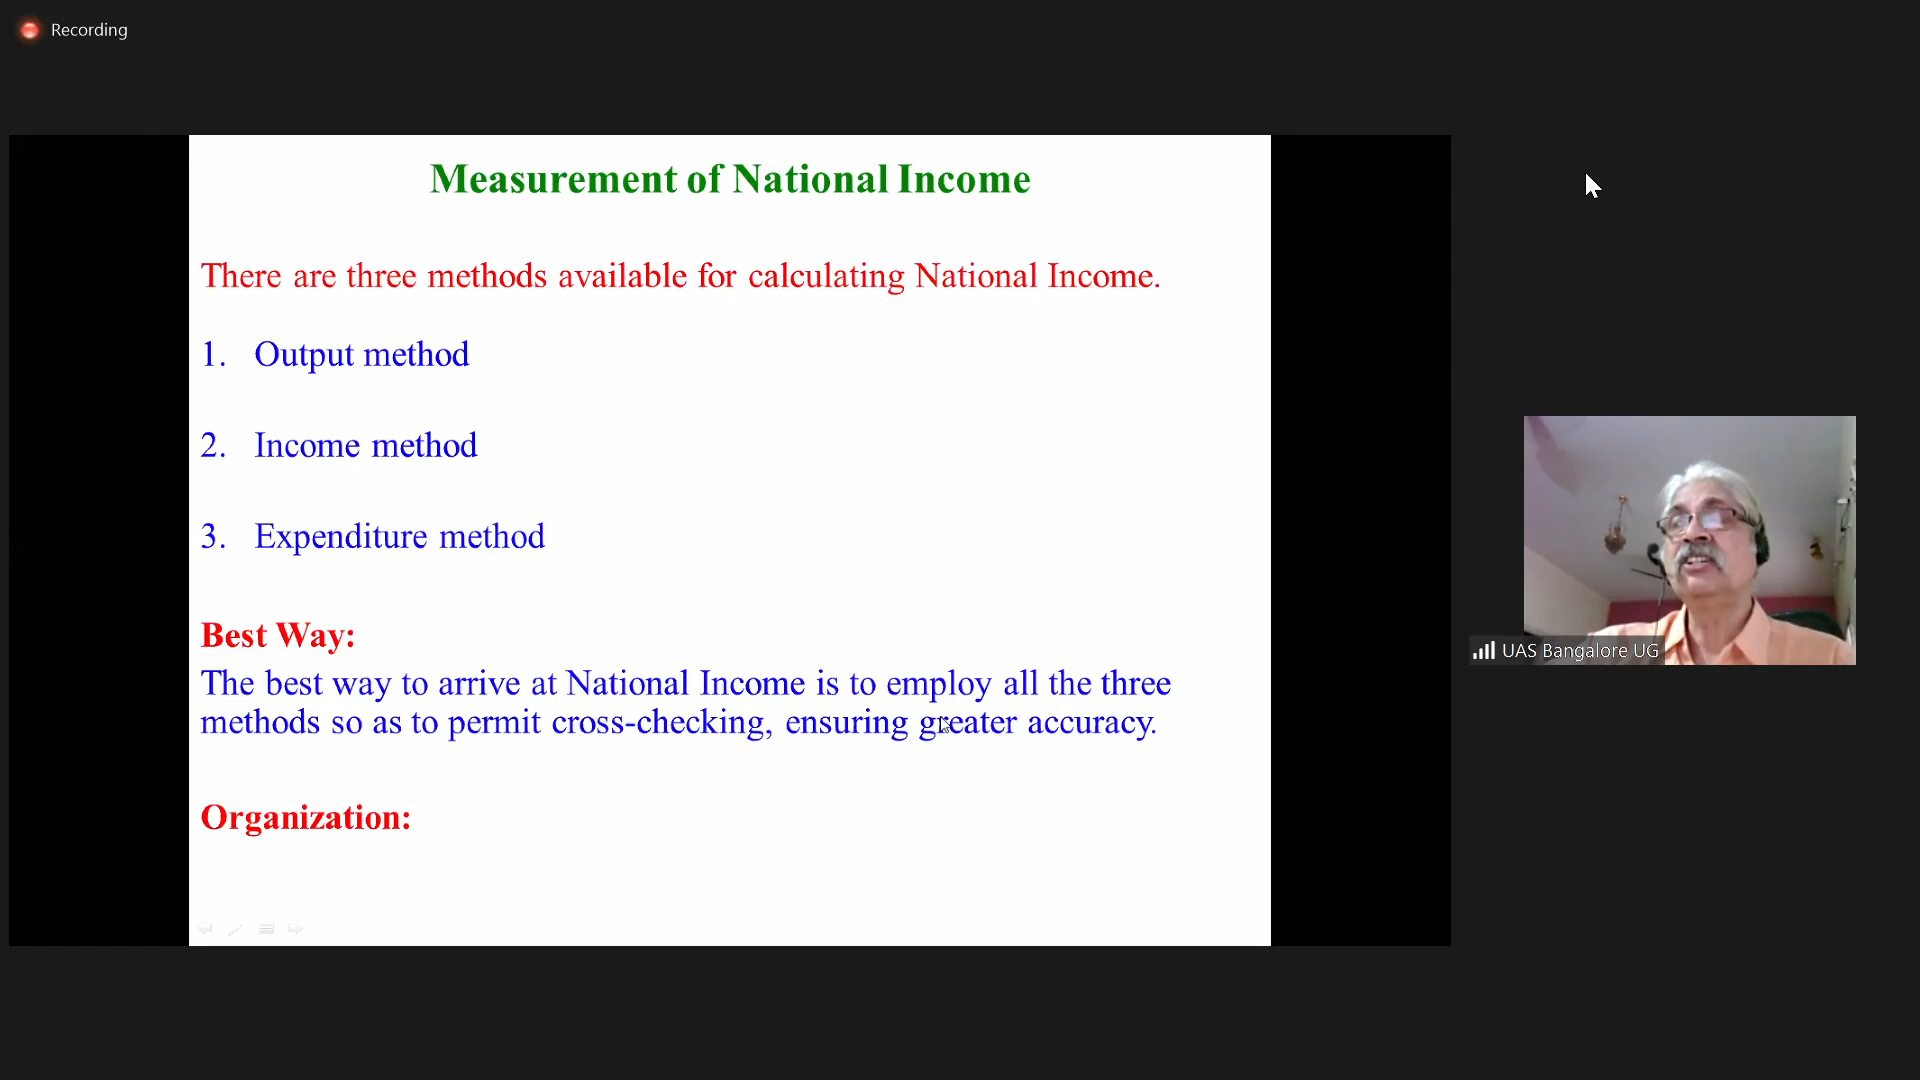 Recording
Measurement of National Income
There are three methods available for calculating National Income.
1. Output method
2. Income method
3. Expenditure method
Best Way:
The best way to arrive at National Income is to employ all the three
methods so as to permit cross-checking, ensuring greater accuracy.
Organization:
UAS Bangalore UG